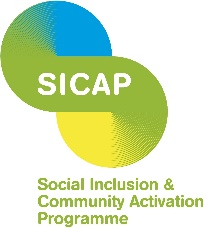 SICAP
Social Inclusion &
Community Activation
Programme